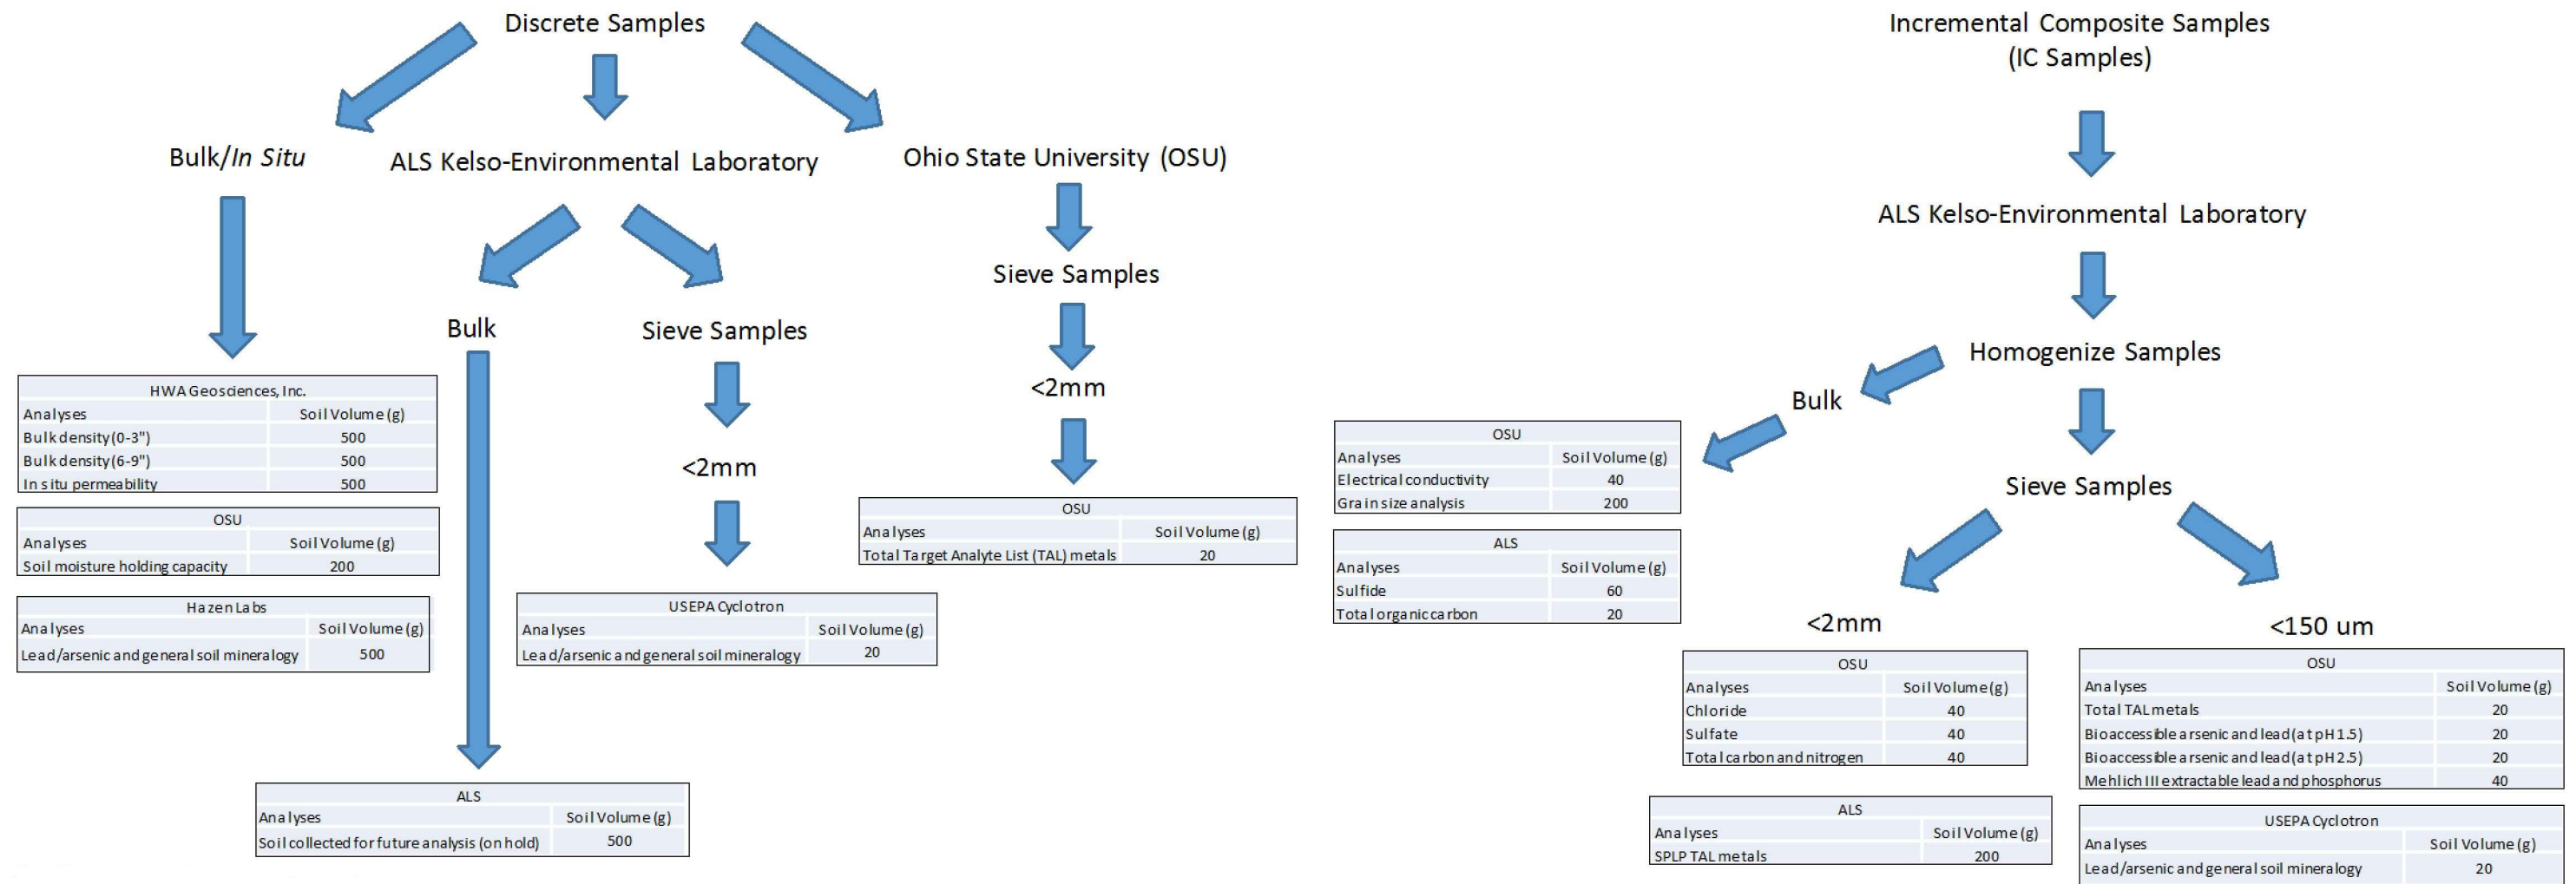 Discrete Samples
Bulk/In Situ
ALS Kelso-Environmental Laboratory
Ohio State University (OSU)
Bulk
Sieve Samples
<2mm
Sieve Samples
<2mm
HWA Geosciences, Inc.
Analyses Soil Volume (g)
Bulk density (0-3") 500
Bulk density (6-9") 500
In situ permeability 500
OSU
Analyses Soil Volume (g)
Soil moisture holding capacity 200
Hazen Labs
Analyses Soil Volume (g)
Lead/arsenic and general soil mineralogy 500
USEPA Cyclotron
Analyses Soil Volume (g)
Lead/arsenic and general soil mineralogy 20
OSU
Analyses Soil Volume (g)
Total Target Analyte List (TAL) metals 20
ALS
Analyses Soil Volume (g)
Soil collected for future analysis (on hold) 500
Incremental Composite Samples
(IC Samples)
ALS Kelso-Environmental Laboratory
Homogenize Samples
Bulk
Sieve Samples
OSU
Analyses Soil Volume (g)
Electrical conductivity 40
Grain size analysis 200
ALS
Analyses Soil Volume (g)
Sulfide 60
Total organic carbon 20
<2mm
OSU
Analyses Soil Volume (g)
Chloride 40
Sulfate 40
Total carbon and nitrogen 40
ALS
Analyses Soil Volume (g)
SPLP TAL metals 200
<150 um
OSU
Analyses Soil Volume (g)
Total TAL metals 20
Bioaccessible arsenic and lead (at pH 1.5) 20
Bioaccessible arsenic and lead (at pH 2.5) 20
Mehlich III extractable lead and phosphorus 40
USEPA Cyclotron
Analyses Soil Volume (g)
Lead/arsenic and general soil mineralogy 20